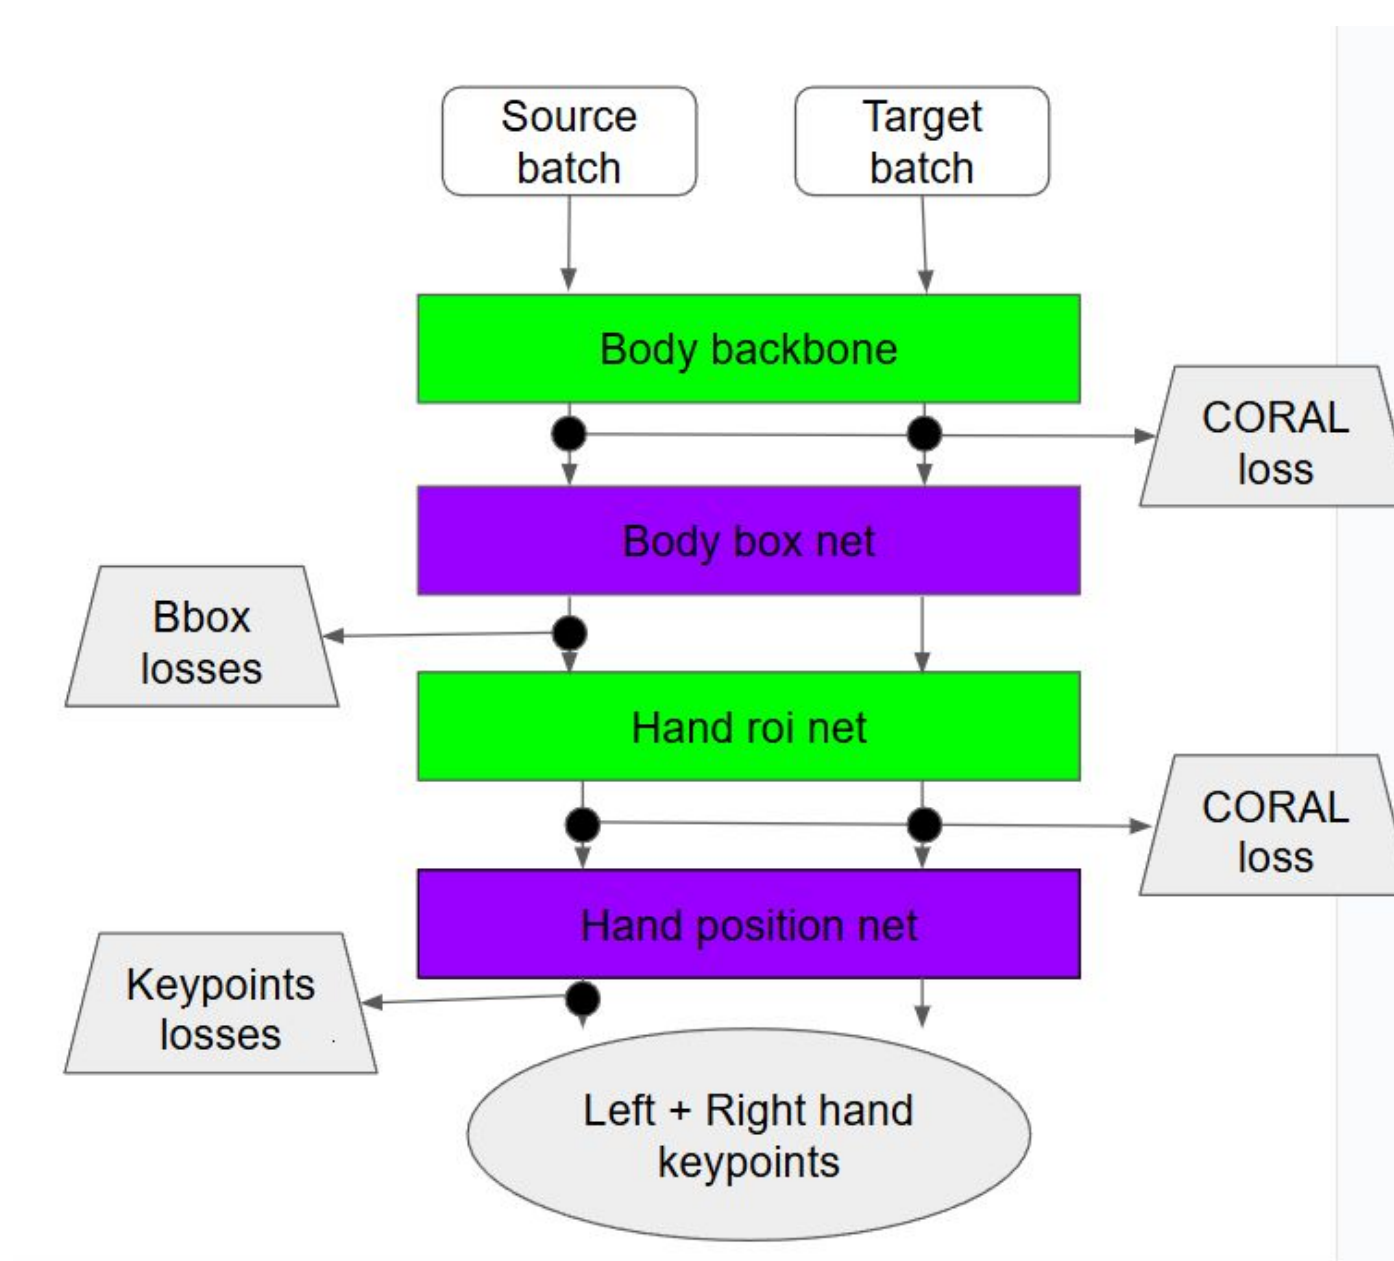 Source
batch
Target
batch
Body backbone
CORAL
loss
Body box net
Bbox
losses
Hand roi net
CORAL
loss
Hand position net
Keypoints
losses
Left + Right hand
keypoints